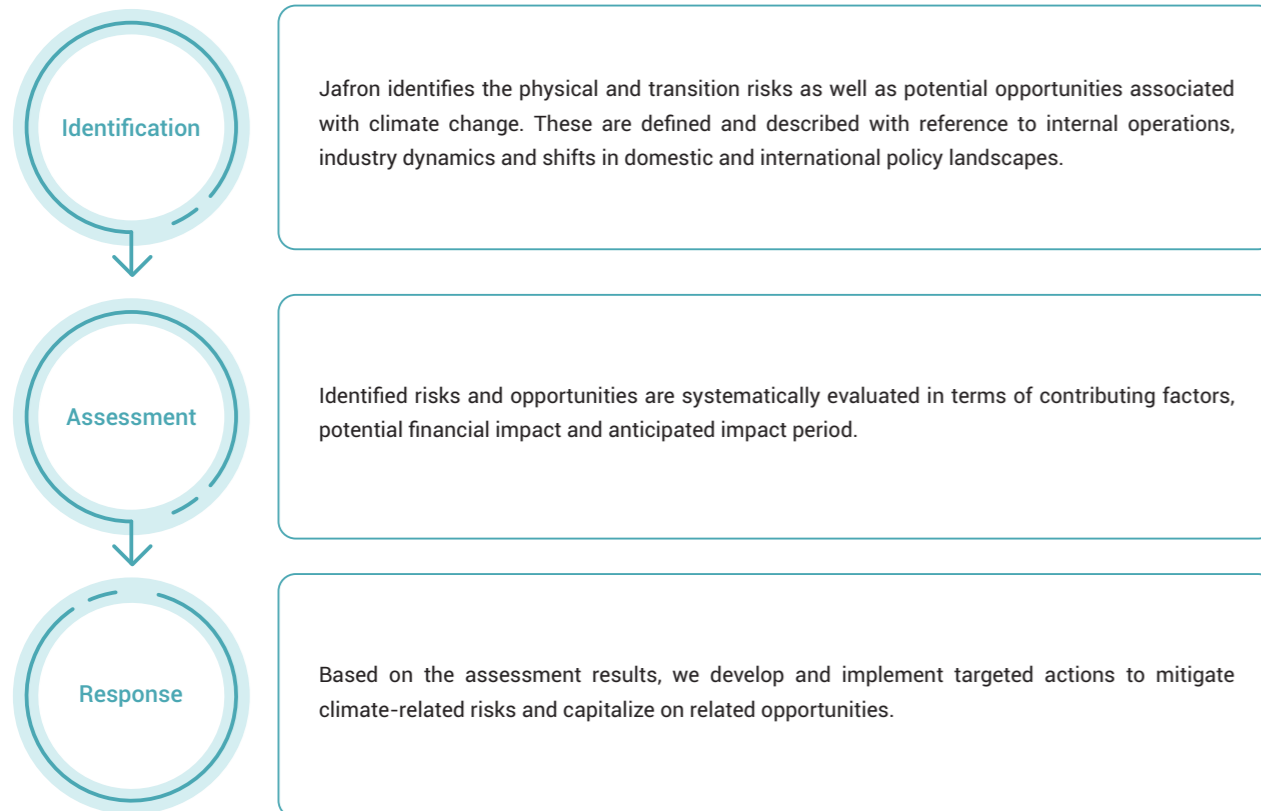 Identification
Jafron identifies the physical and transition risks as well as potential opportunities associated
with climate change. These are defined and described with reference to internal operations,
industry dynamics and shifts in domestic and international policy landscapes.
Assessment
Identified risks and opportunities are systematically evaluated in terms of contributing factors,
potential financial impact and anticipated impact period.
Response
Based on the assessment results, we develop and implement targeted actions to mitigate
climate-related risks and capitalize on related opportunities.